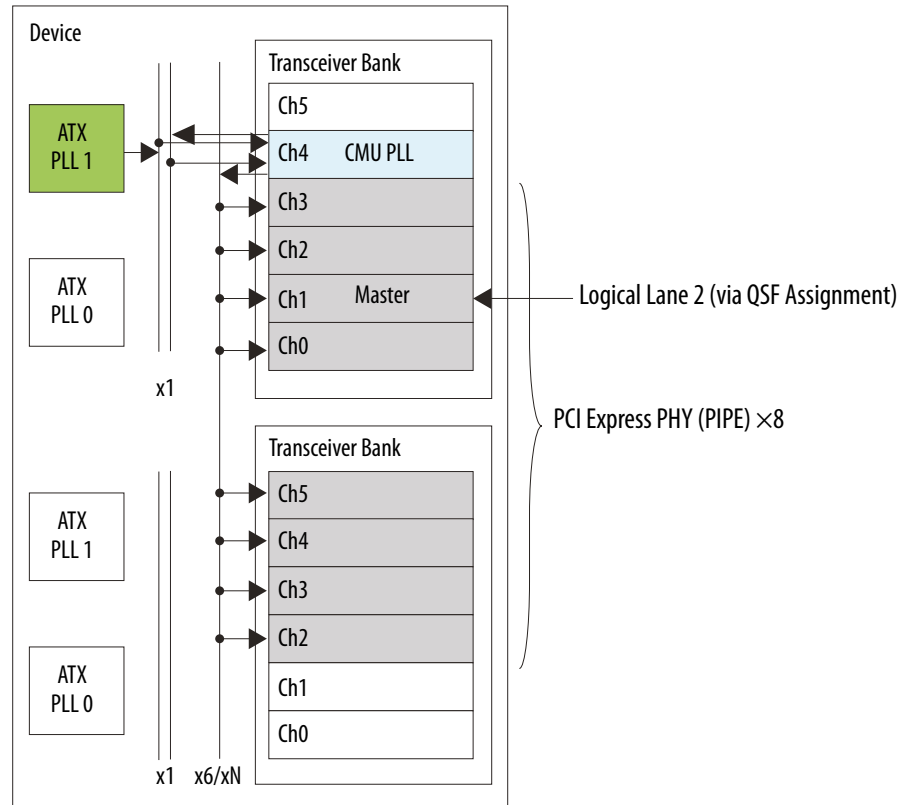 Device
Transceiver Bank
Ch5
ATX
PLL 1
Ch4 CMU PLL
Ch3
Ch2
ATX
PLL 0
Ch1 Master
Logical Lane 2 (via QSF Assignment)
Ch0
x1
PCI Express PHY (PIPE) ×8
Transceiver Bank
Ch5
ATX
PLL 1
Ch4
Ch3
Ch2
ATX
PLL 0
Ch1
Ch0
x1 x6/xN